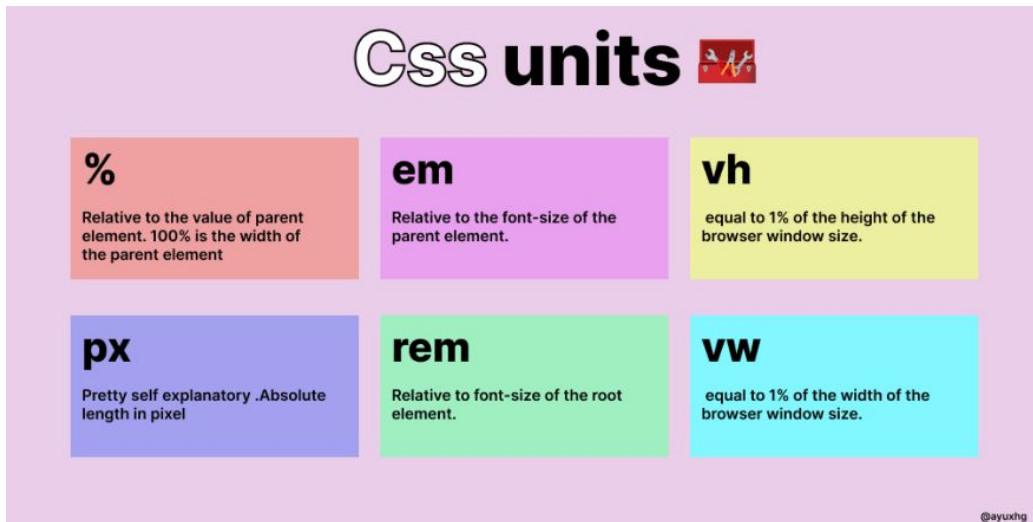 Css units
%
Relative to the value of parent
element. 100% is the width of
the parent element
em
Relative to the font-size of the
parent element.
vh
equal to 1% of the height of the
browser window size.
px
Pretty self explanatory .Absolute
length in pixel
rem
Relative to font-size of the root
element.
vw
equal to 1% of the width of the
browser window size.
@ayuxhg